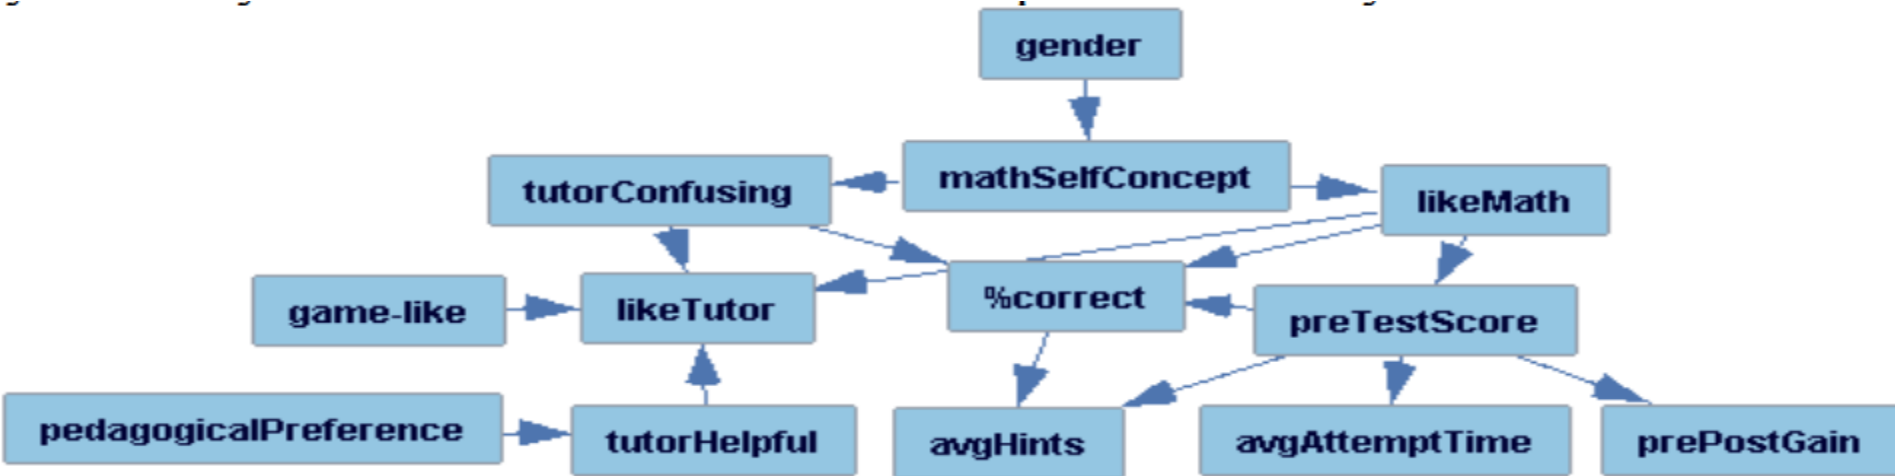 gender
mathSelfConcept
tutorConfusing
likeMath
%correct
likeTutor
game-like
preTestScore
pedagogicalPreference
tutorHelpful
avgHints
avgAttemptTime
prePostGain